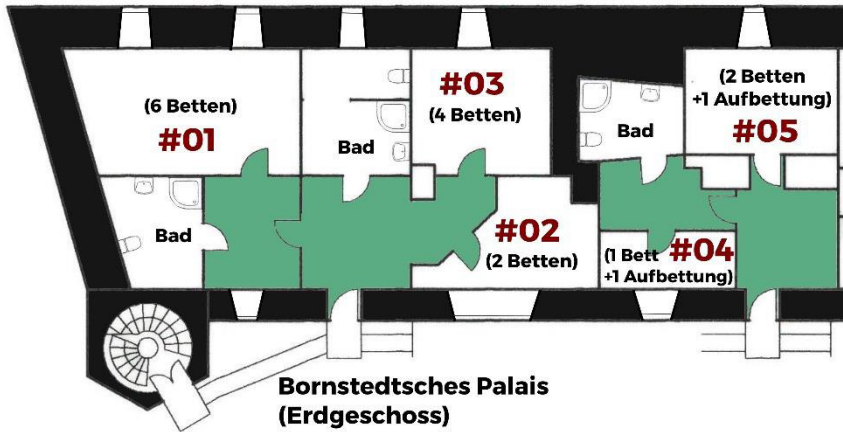 (6 Betten)
#01
Bad
Bad
#03
(4 Betten)
#02
(2 Betten)
Bad
(1 Bett #04
+1 Aufbettung)
(2 Betten
+1 Aufbettung)
#05
Bornstedtsches Palais
(Erdgeschoss)